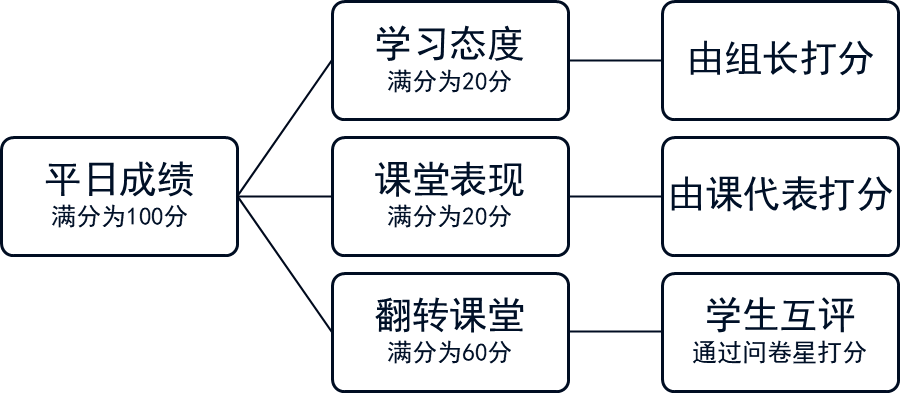 平日成绩
满分为100分
学习态度
满分为20分
由组长打分
课堂表现
满分为20分
由课代表打分
翻转课堂
满分为60分
学生互评
通过问卷星打分